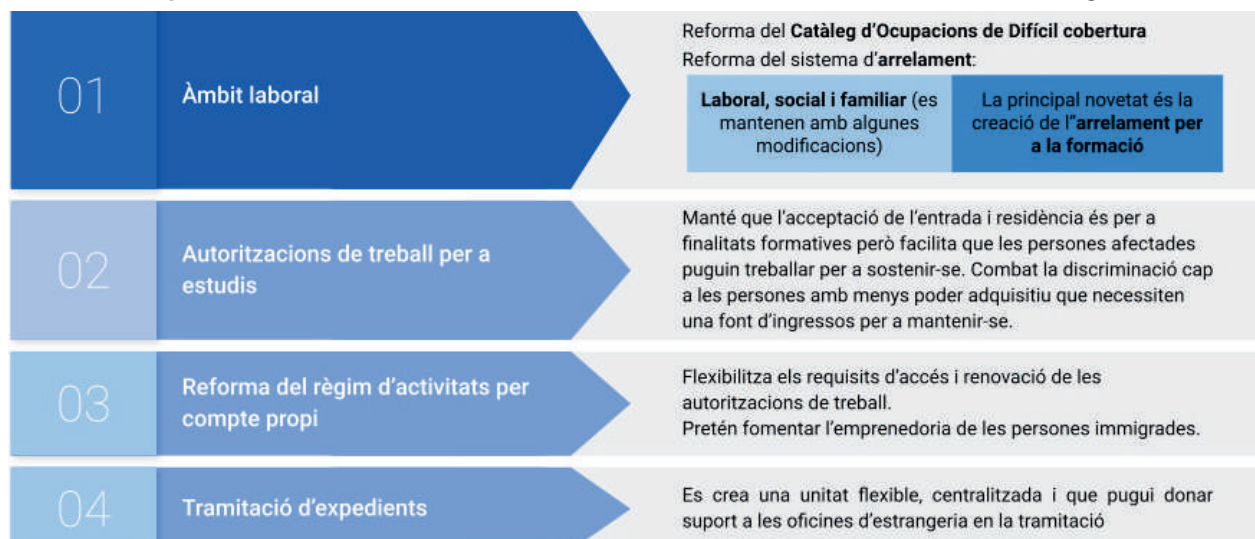 01
Àmbit laboral
Reforma del Catàleg d'Ocupacions de Difícil cobertura
Reforma del sistema d'arrelament:
Laboral, social i familiar (es
mantenen amb algunes
modificacions)
La principal novetat és la
creació de l''arrelament per
a la formació
02
Autoritzacions de treball per a
estudis
Manté que l'acceptació de l'entrada i residència és per a
finalitats formatives però facilita que les persones afectades
puguin treballar per a sostenir-se. Combat la discriminació cap
a les persones amb menys poder adquisitiu que necessiten
una font d'ingressos per a mantenir-se.
03
Reforma del règim d'activitats per
compte propi
Flexibilitza els requisits d'accés i renovació de les
autoritzacions de treball.
Pretén fomentar l'emprenedoria de les persones immigrades.
04
Tramitació d'expedients
Es crea una unitat flexible, centralitzada i que pugui donar
suport a les oficines d'estrangeria en la tramitació